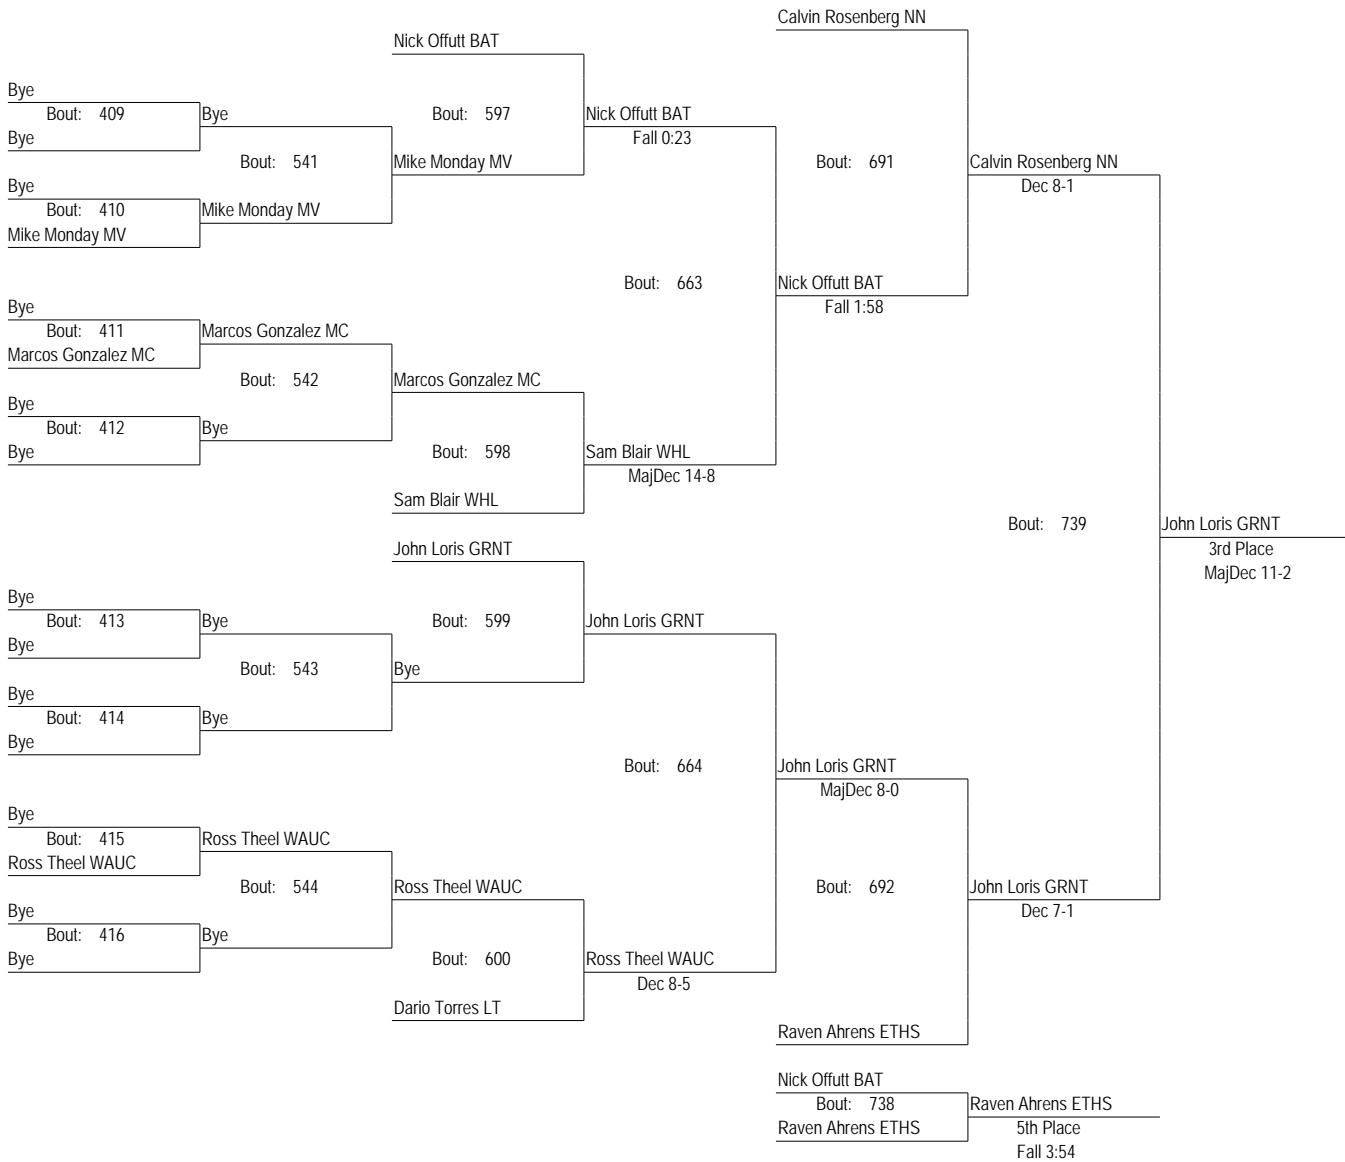 Calvin Rosenberg NN
Nick Offutt BAT
Bye
Bout: 409
Bye
Bout: 597
Nick Offutt BAT
Bye
Fall 0:23
Bout: 541
Mike Monday MV
Bout: 691
Calvin Rosenberg NN
Bye
Dec 8-1
Bout: 410
Mike Monday MV
Mike Monday MV
Bout: 663
Nick Offutt BAT
Bye
Fall 1:58
Bout: 411
Marcos Gonzalez MC
Marcos Gonzalez MC
Bout: 542
Marcos Gonzalez MC
Bye
Bout: 412
Bye
Bye
Bout: 598
Sam Blair WHL
MajDec 14-8
Sam Blair WHL
Bout: 739
John Loris GRNT
3rd Place
MajDec 11-2
John Loris GRNT
Bye
Bout: 413
Bye
Bout: 599
John Loris GRNT
Bye
Bout: 543
Bye
Bye
Bout: 414
Bye
Bye
Bout: 664
John Loris GRNT
MajDec 8-0
Bye
Bout: 415
Ross Theel WAUC
Ross Theel WAUC
Bout: 544
Ross Theel WAUC
Bout: 692
John Loris GRNT
Dec 7-1
Bye
Bout: 416
Bye
Bye
Bout: 600
Ross Theel WAUC
Dec 8-5
Dario Torres LT
Raven Ahrens ETHS
Nick Offutt BAT
Bout: 738
Raven Ahrens ETHS
Raven Ahrens ETHS
5th Place
Fall 3:54